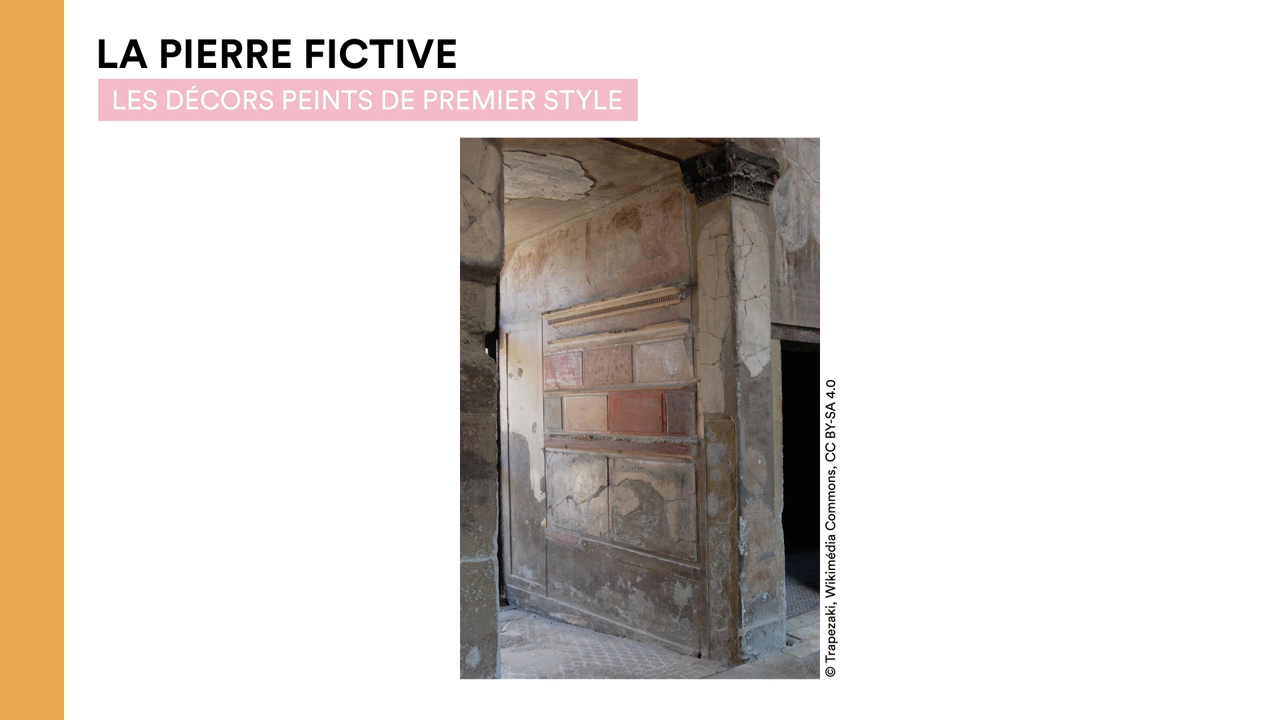 LA PIERRE FICTIVE
LES DÉCORS PEINTS DE PREMIER STYLE
© Trapezaki, Wikimédia Commons, CC BY-SA 4.0